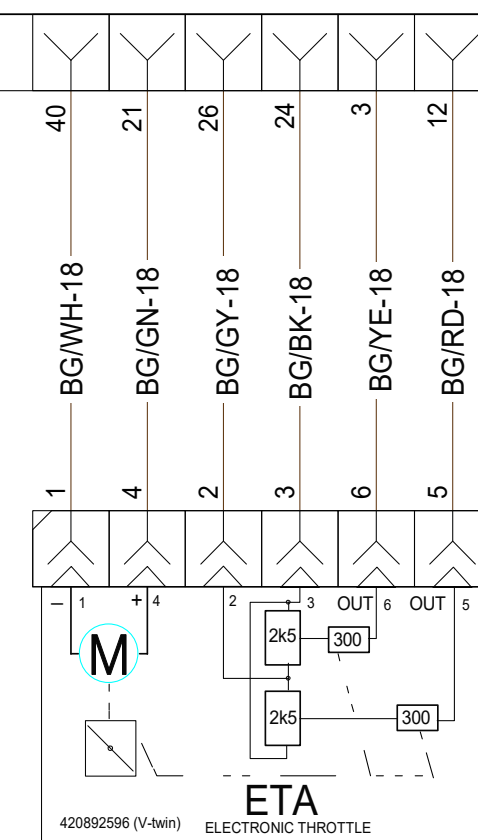 40 21 26 24 3 12
BG/WH-18 BG/GN-18 BG/GY-18 BG/BK-18 BG/YE-18 BG/RD-18
1 4 2 3 6 5
– 1 + 4 2 3 OUT 6 OUT 5
M 2k5 300
2k5 300
ETA
420892596 (V-twin) ELECTRONIC THROTTLE